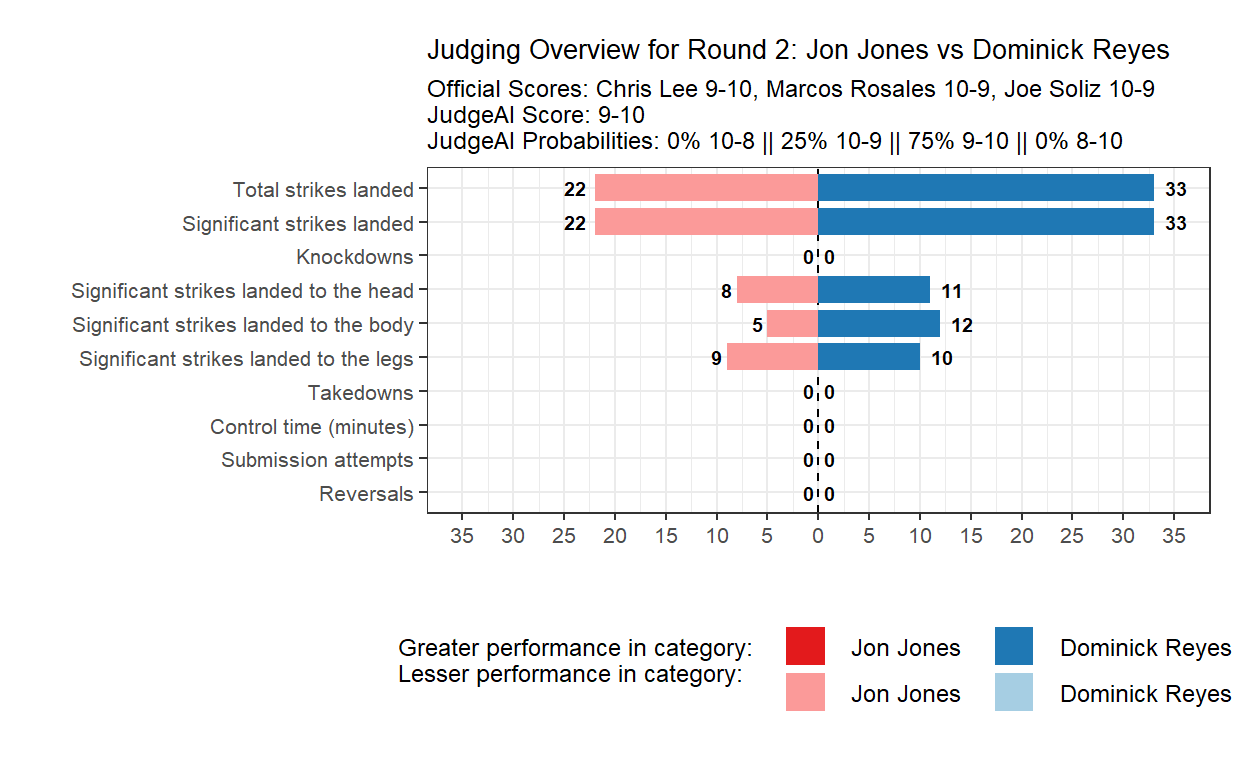 Judging Overview for Round 2: Jon Jones vs Dominick Reyes
Official Scores: Chris Lee 9-10, Marcos Rosales 10-9, Joe Soliz 10-9
JudgeAI Score: 9-10
JudgeAI Probabilities: 0% 10-8 || 25% 10-9 || 75% 9-10 || 0% 8-10
Total strikes landed 22 33
Significant strikes landed 22 33
Knockdowns 0 0
Significant strikes landed to the head 8 11
Significant strikes landed to the body 5 12
Significant strikes landed to the legs 9 10
Takedowns 0 0
Control time (minutes) 0 0
Submission attempts 0 0
Reversals 0 0
35 30 25 20 15 10 5 0 5 10 15 20 25 30 35
Greater performance in category: Jon Jones Dominick Reyes
Lesser performance in category: Jon Jones Dominick Reyes